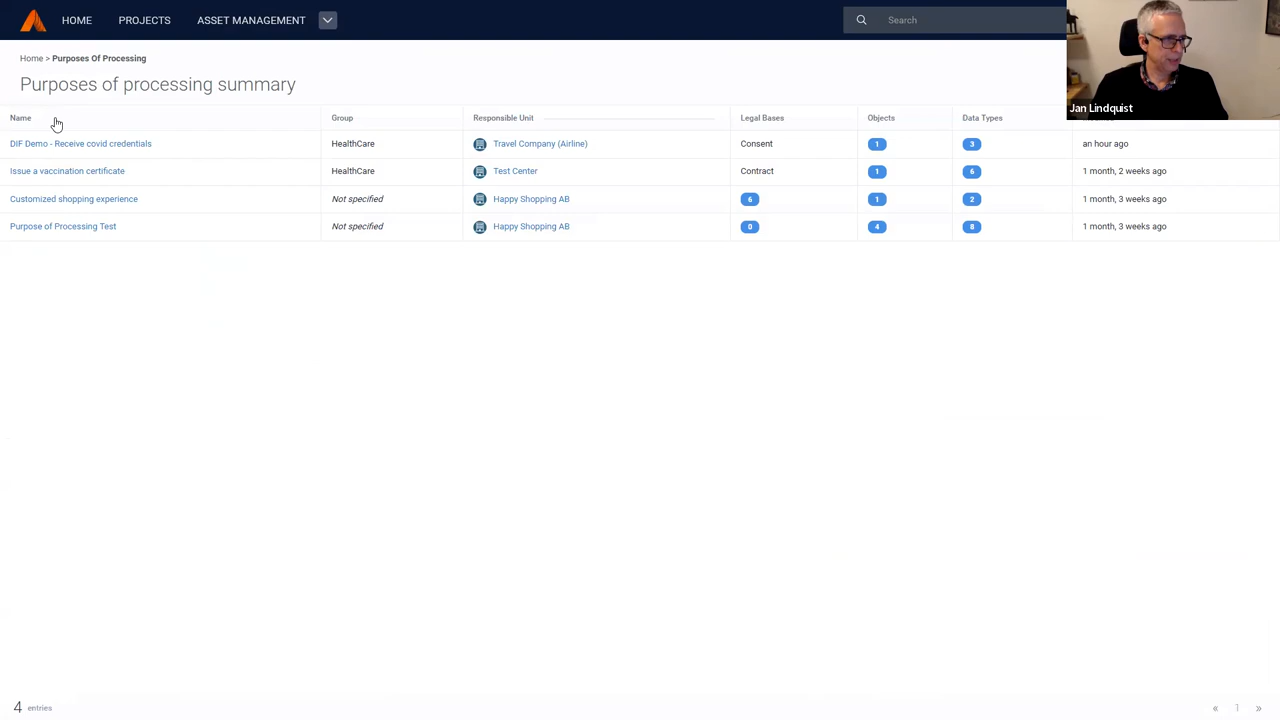 HOME PROJECTS ASSET MANAGEMENT Search
Jan Lindquist
Home > Purposes Of Processing
Purposes of processing summary
Name Group Responsible Unit Legal Bases Objects Data Types
DIF Demo - Receive covid credentials HealthCare Travel Company (Airline) Consent 1 3 an hour ago
Issue a vaccination certificate HealthCare Test Center Contract 1 6 1 month, 2 weeks ago
Customized shopping experience Not specified Happy Shopping AB 6 1 2 1 month, 3 weeks ago
Purpose of Processing Test Not specified Happy Shopping AB 0 4 8 1 month, 3 weeks ago
4 entries « 1 »